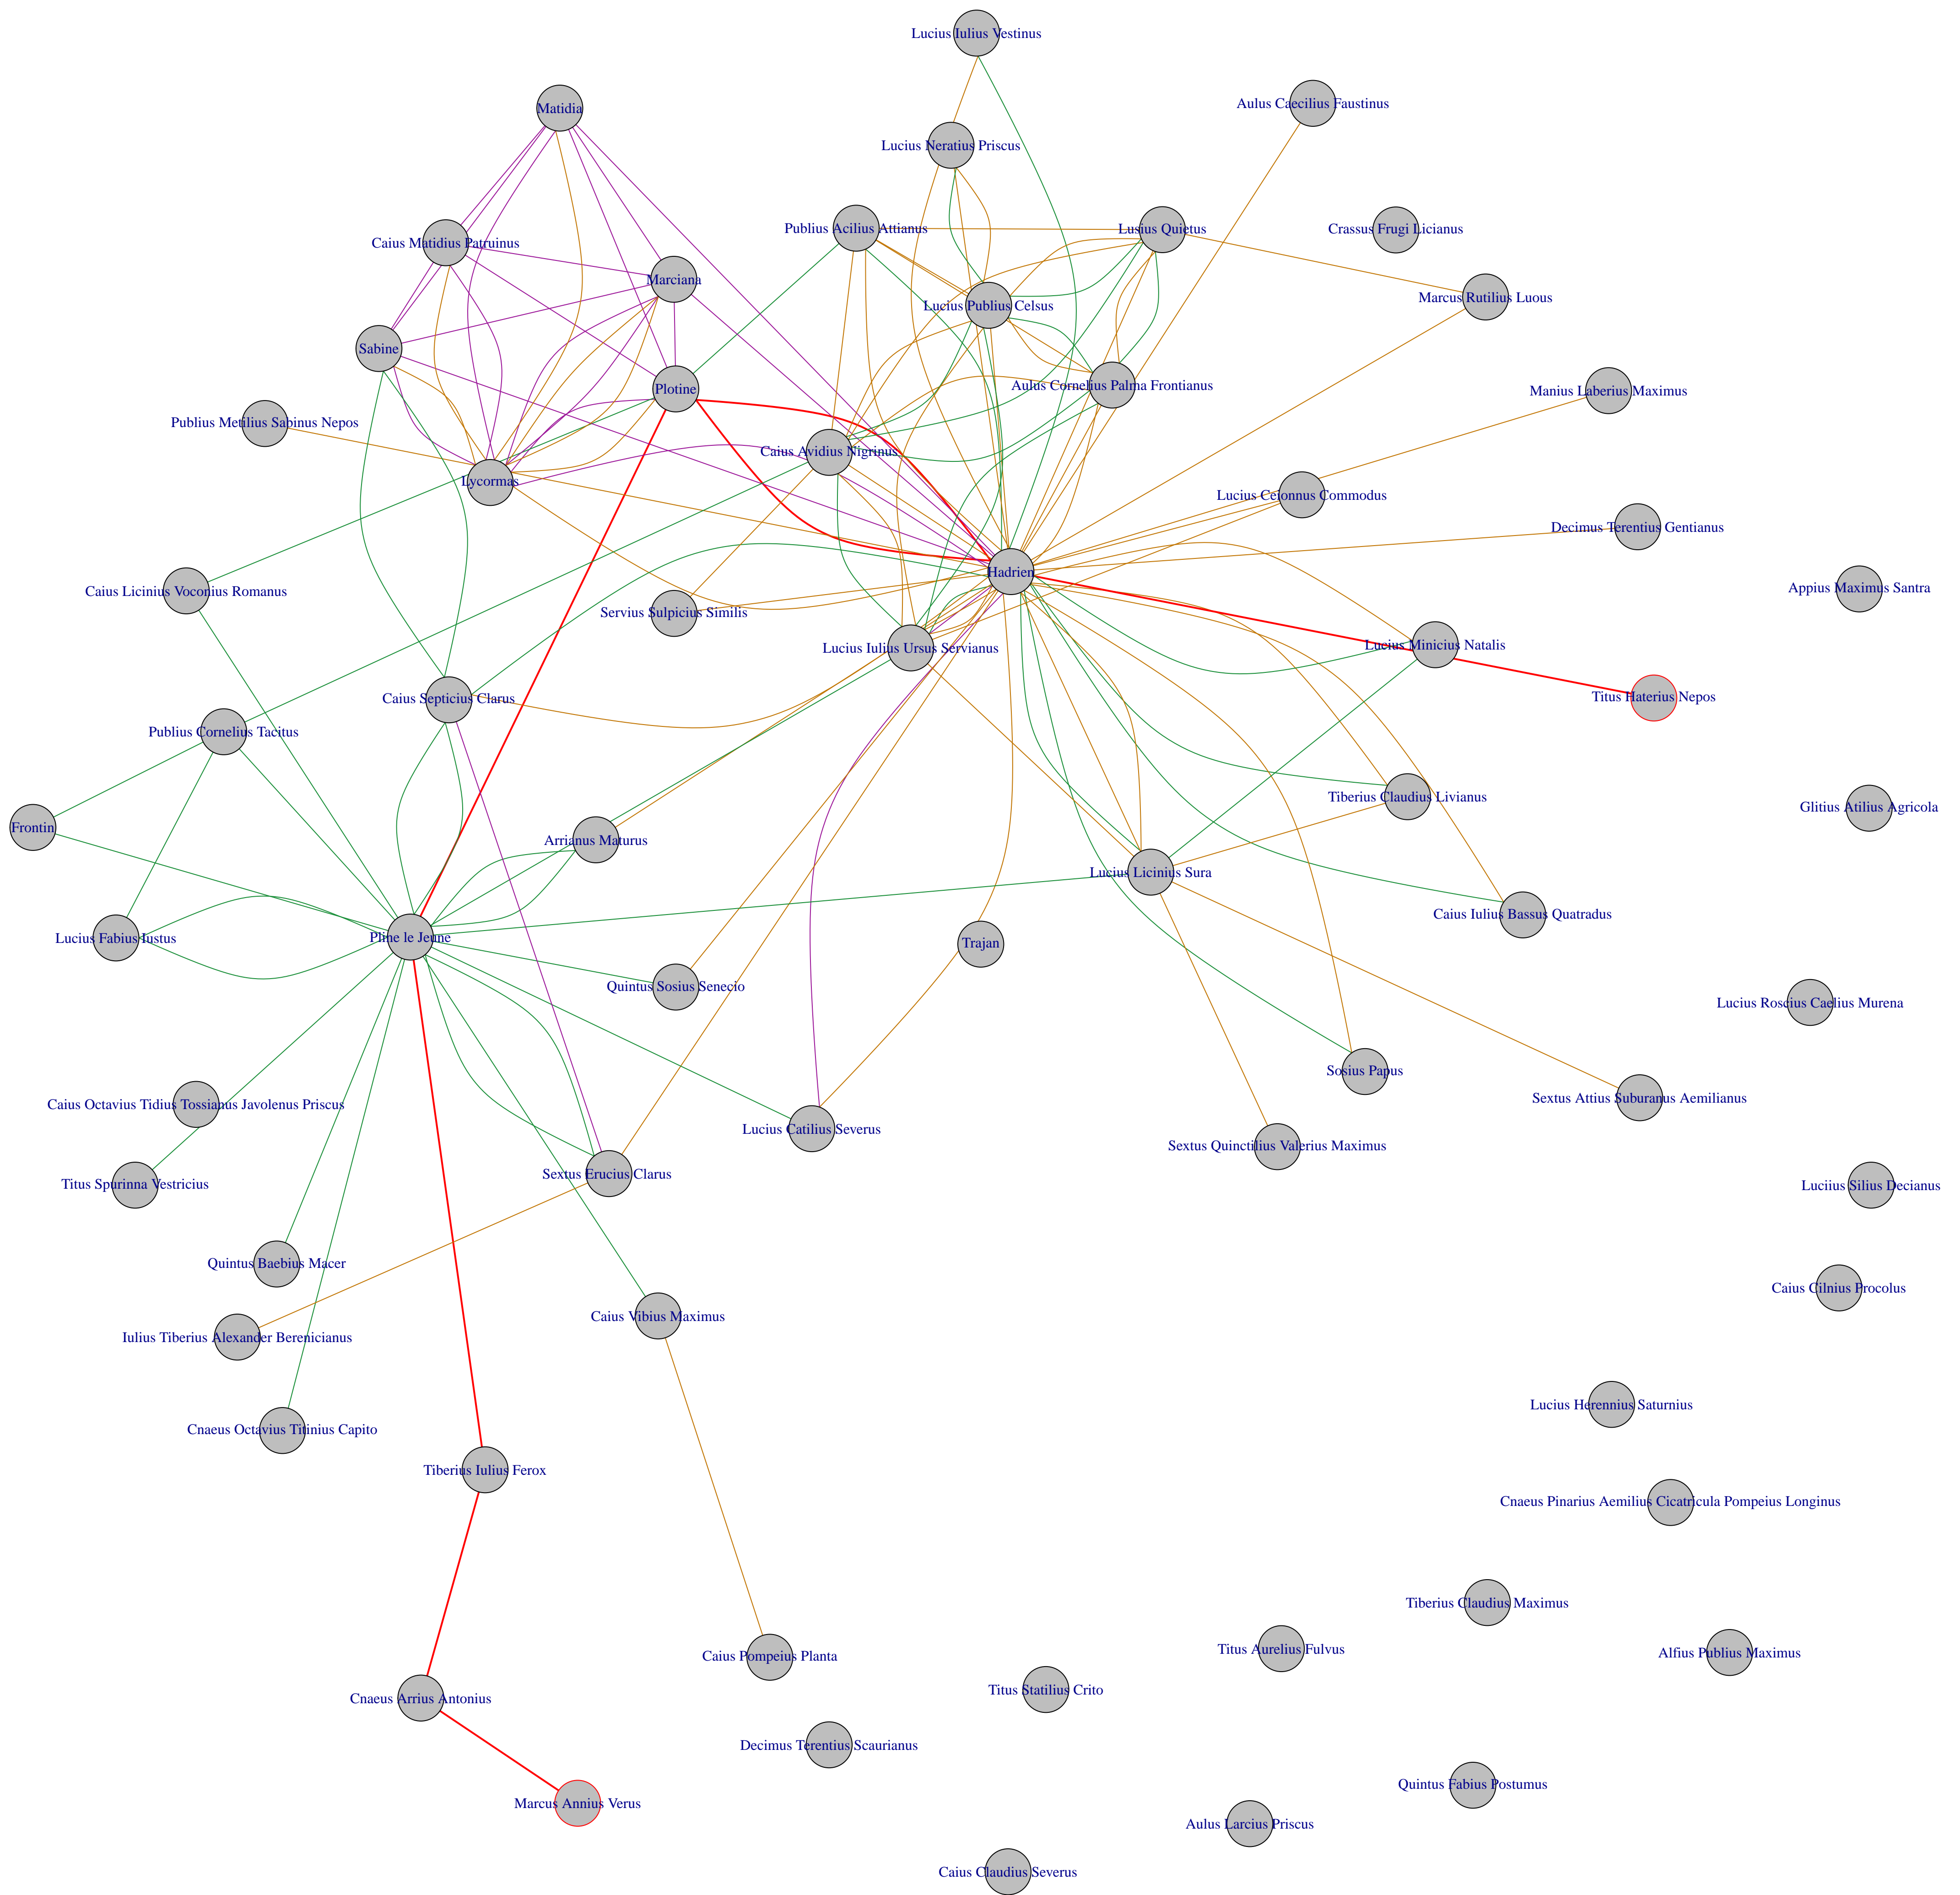 Lucius Iulius Vestinus
Aulus Caecilius Faustinus
Matidia
Lucius Neratius Priscus
Publius Acilius Attianus
Lusius Quietus
Crassus Frugi Licianus
Caius Matidius Patruinus
Marciana
Marcus Rutilius Luous
Lucius Publius Celsus
Sabine
Plotine
Aulus Cornelius Palma Frontianus
Manius Laberius Maximus
Publius Metilius Sabinus Nepos
Caius Avidius Nigrinus
Lycormas
Lucius Ceionnus Commodus
Decimus Terentius Gentianus
Hadrien
Caius Licinius Voconius Romanus
Appius Maximus Santra
Servius Sulpicius Similis
Lucius Iulius Ursus Servianus
Lucius Minicius Natalis
Caius Septicius Clarus
Titus Haterius Nepos
Publius Cornelius Tacitus
Tiberius Claudius Livianus
Glitius Atilius Agricola
Frontin
Arrianus Maturus
Lucius Licinius Sura
Caius Iulius Bassus Quatradus
Lucius Fabius Iustus
Pline le Jeune
Trajan
Quintus Sosius Senecio
Lucius Roscius Caelius Murena
Sosius Papus
Sextus Attius Suburanus Aemilianus
Caius Octavius Tidius Tossianus Javolenus Priscus
Lucius Catilius Severus
Sextus Quinctilius Valerius Maximus
Sextus Erucius Clarus
Titus Spurinna Vestricius
Luciius Silius Decianus
Quintus Baebius Macer
Caius Cilnius Procolus
Caius Vibius Maximus
Iulius Tiberius Alexander Berenicianus
Lucius Herennius Saturnius
Cnaeus Octavius Titinius Capito
Tiberius Iulius Ferox
Cnaeus Pinarius Aemilius Cicatricula Pompeius Longinus
Tiberius Claudius Maximus
Titus Aurelius Fulvus
Alfius Publius Maximus
Caius Pompeius Planta
Titus Statilius Crito
Cnaeus Arrius Antonius
Decimus Terentius Scaurianus
Quintus Fabius Postumus
Marcus Annius Verus
Aulus Larcius Priscus
Caius Claudius Severus